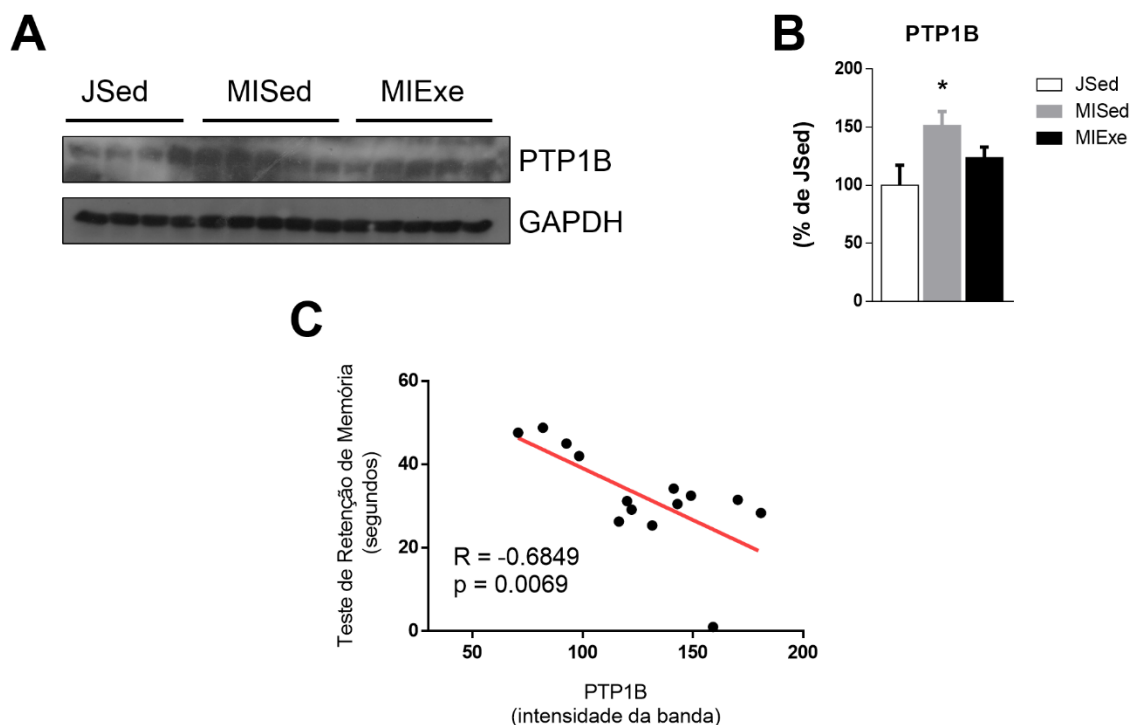 A
JSed MISed MIExe
PTP1B
GAPDH
B
PTP1B
(% de JSed)
200
150
100
50
0
*
JSed
MISed
MIExe
C
Teste de Retenção de Memória
(segundos)
60
40
20
0
R = -0.6849
p = 0.0069
50 100 150 200
PTP1B
(intensidade da banda)